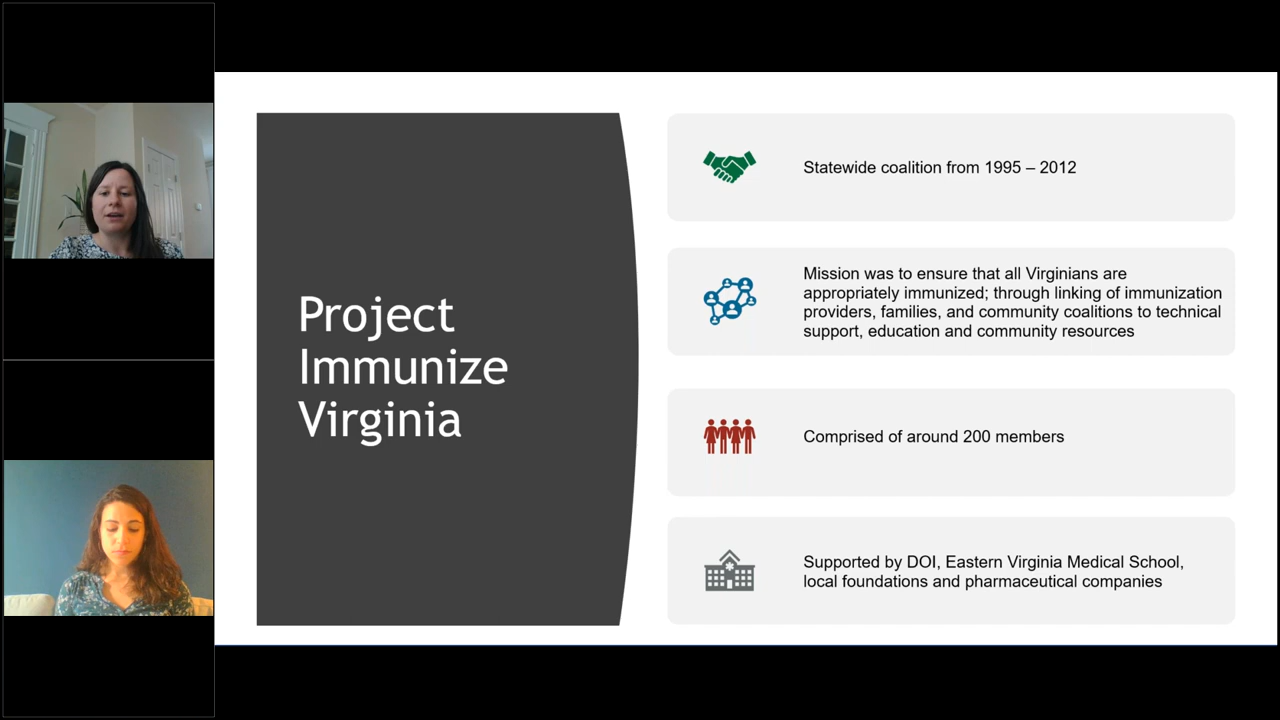 Project
Immunize
Virginia
Statewide coalition from 1995 – 2012
Mission was to ensure that all Virginians are
appropriately immunized; through linking of immunization
providers, families, and community coalitions to technical
support, education and community resources
Comprised of around 200 members
Supported by DOI, Eastern Virginia Medical School,
local foundations and pharmaceutical companies